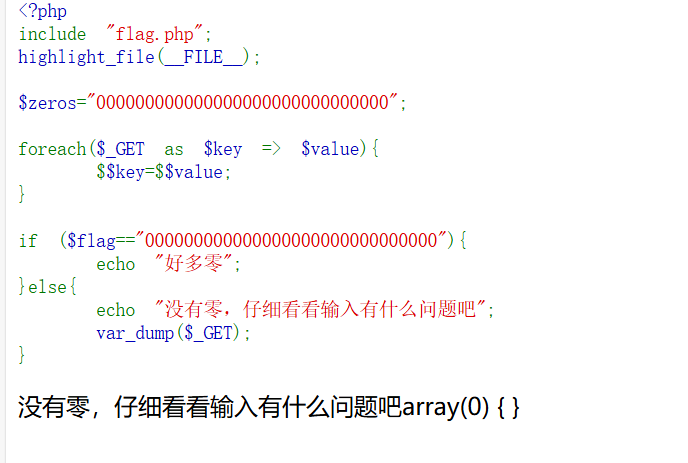 <?php
include "flag.php";
highlight_file(__FILE__);
$zeros="000000000000000000000000000000";
foreach($_GET as $key => $value){
$$key=$$value;
}
if ($flag=="000000000000000000000000000000"){
echo "好多零";
}else{
echo "没有零，仔细看看输入有什么问题吧";
var_dump($_GET);
}
没有零，仔细看看输入有什么问题吧array(0) { }